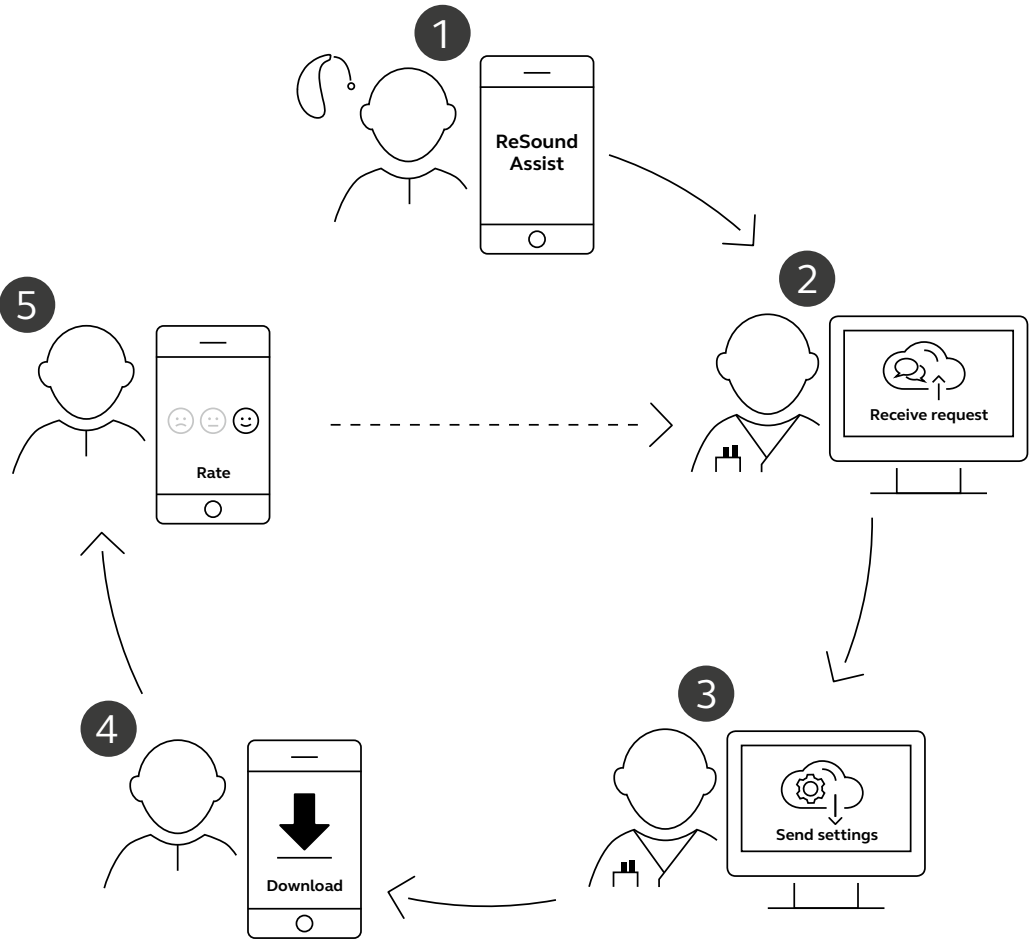 1
ReSound
Assist
2
Receive request
3
Send settings
4
Download
5
Rate